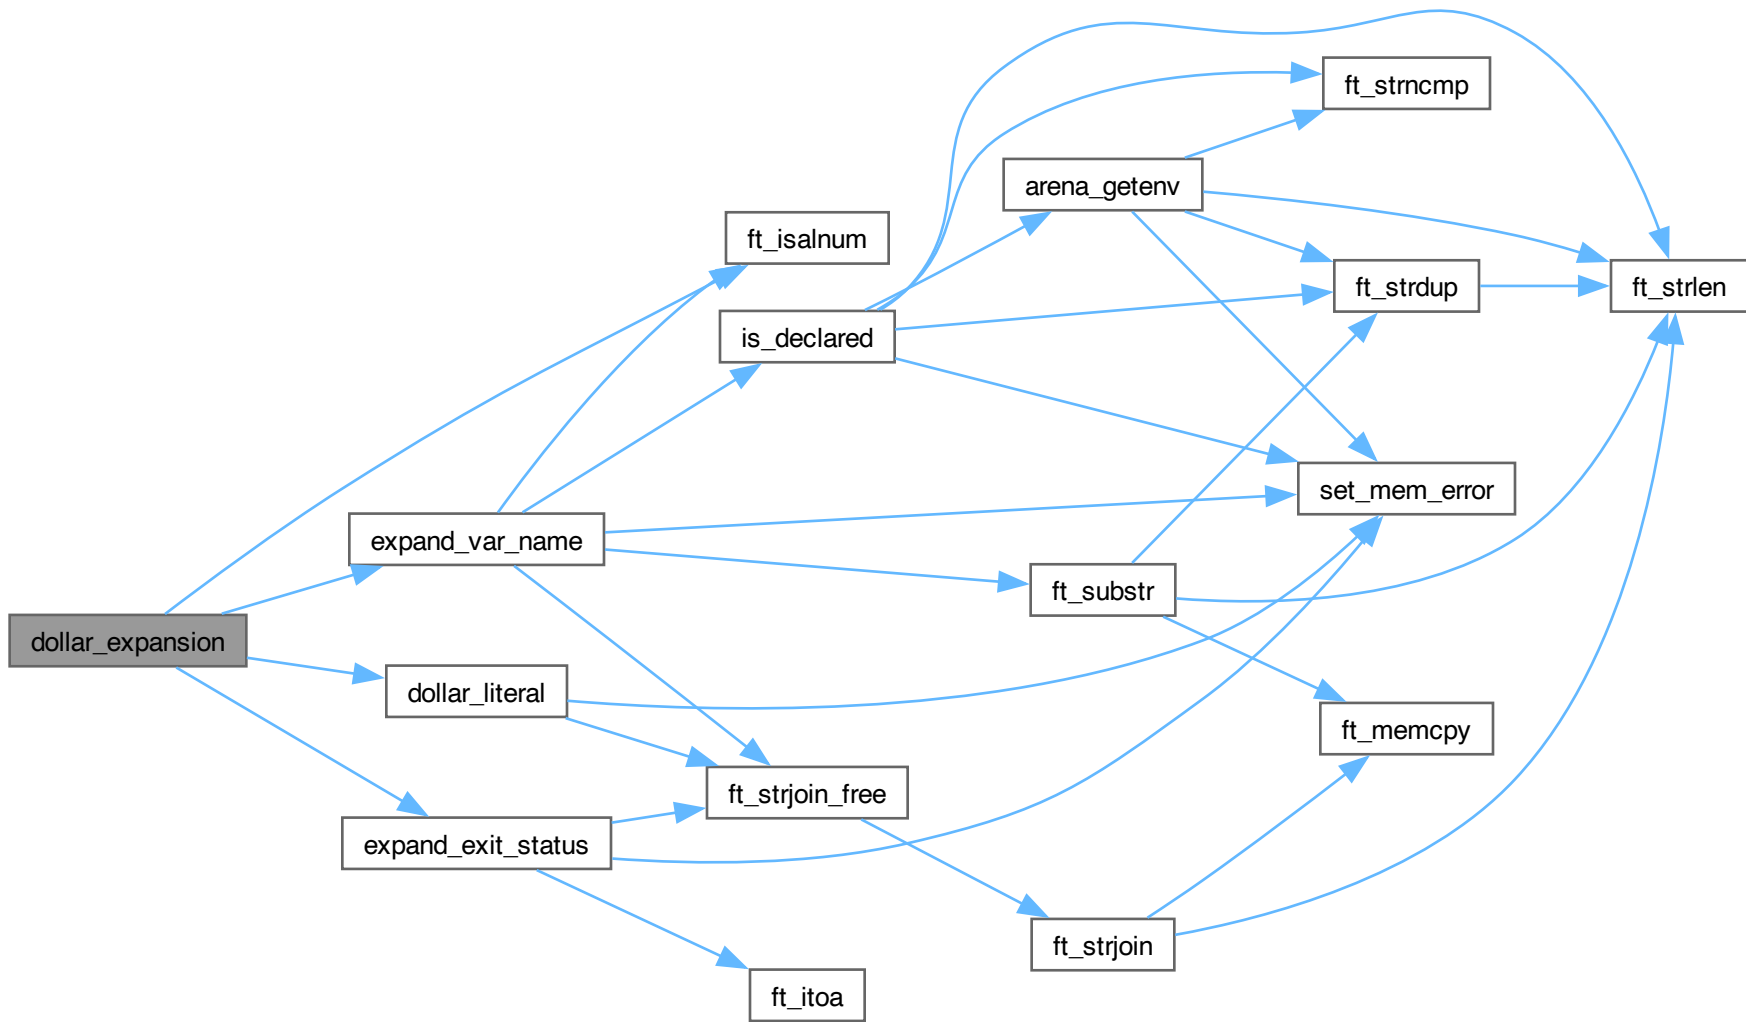 ft_strncmp
arena_getenv
ft_isalnum
ft_strdup
ft_strlen
is_declared
set_mem_error
expand_var_name
ft_substr
dollar_expansion
dollar_literal
ft_memcpy
ft_strjoin_free
expand_exit_status
ft_strjoin
ft_itoa